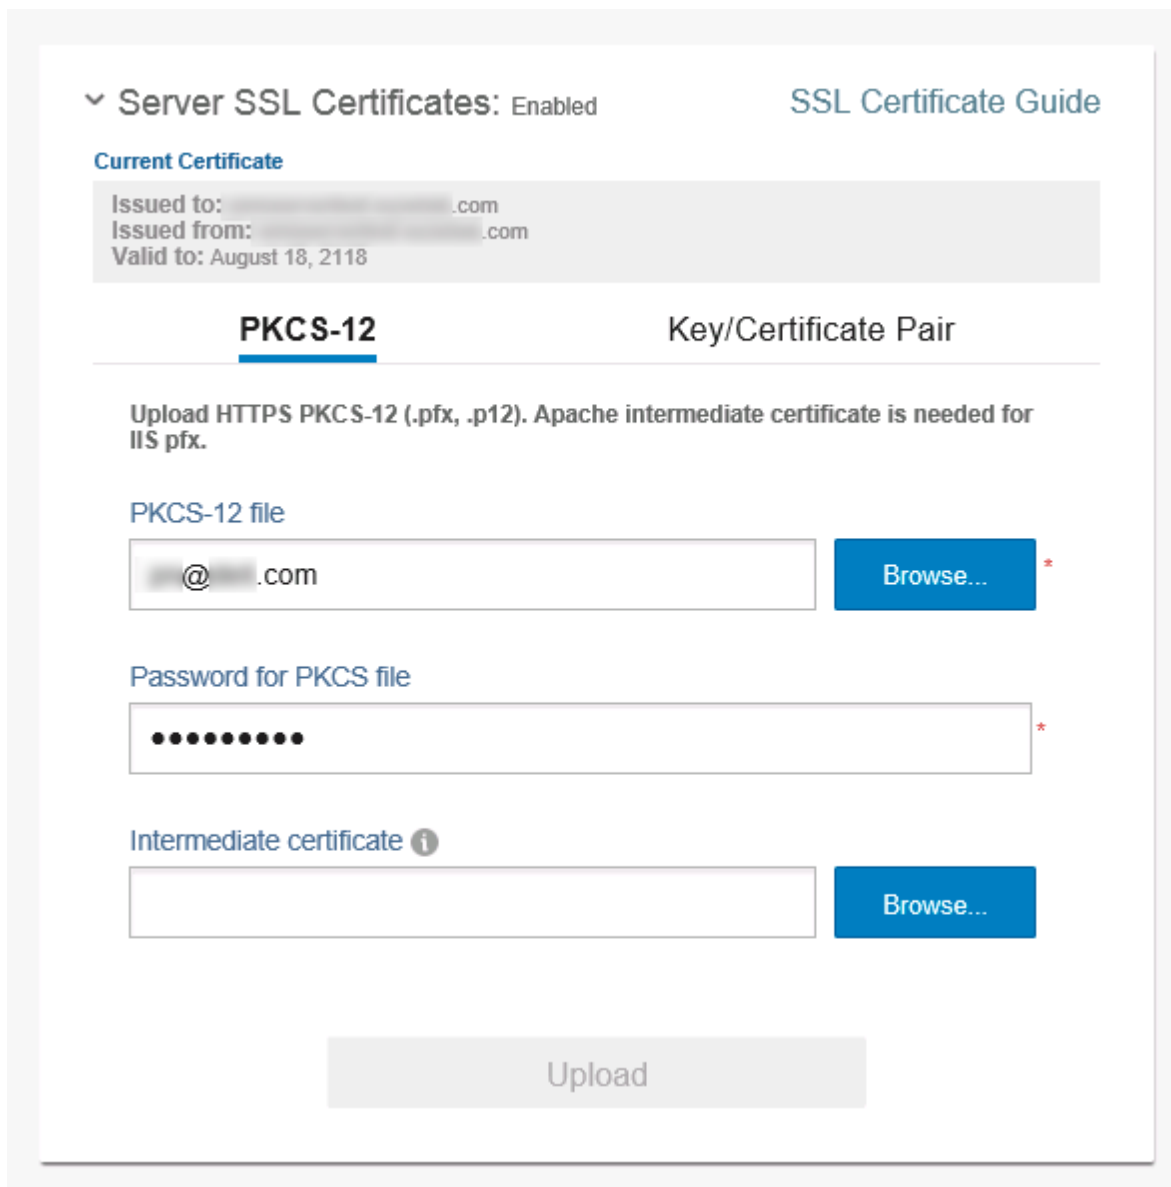 Server SSL Certificates: Enabled
SSL Certificate Guide
Current Certificate
Issued to: .com
Issued from: .com
Valid to: August 18, 2118
PKCS-12
Key/Certificate Pair
Upload HTTPS PKCS-12 (.pfx, .p12). Apache intermediate certificate is needed for
IIS pfx.
PKCS-12 file
@ .com
Browse...
*
Password for PKCS file
•••••••••
*
Intermediate certificate
Browse...
Upload